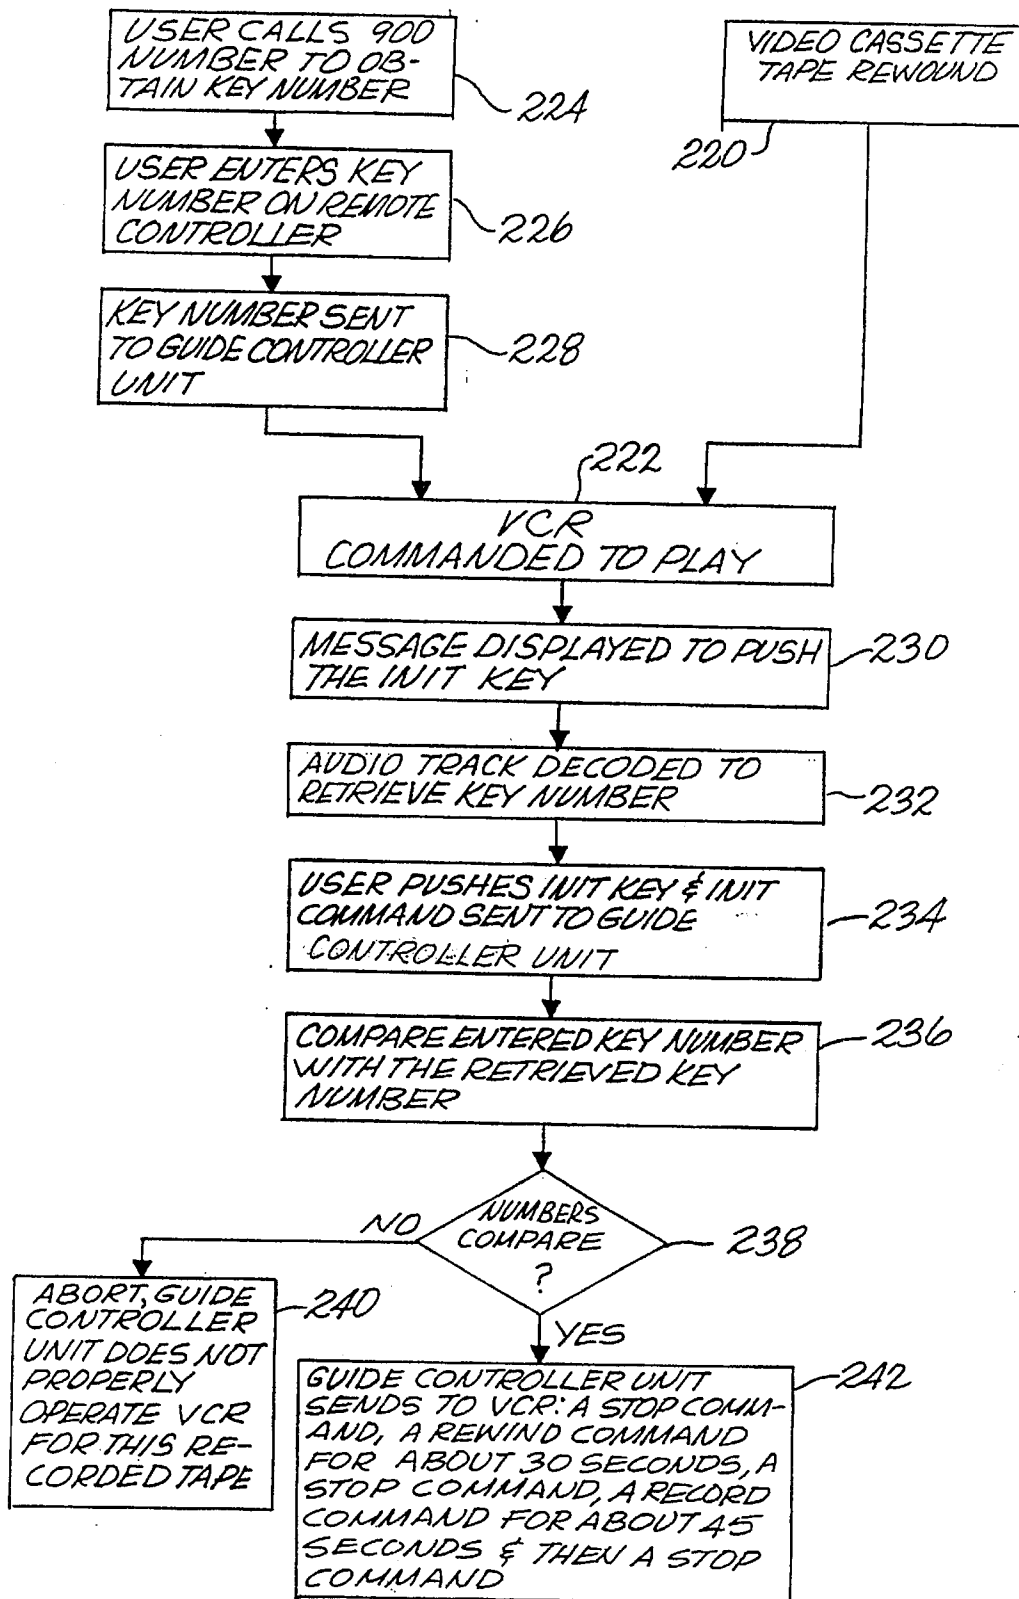 USER CALLS 900
NUMBER TO OB-
TAIN KEY NUMBER
224
VIDEO CASSETTE
TAPE REWOUND
220
USER ENTERS KEY
NUMBER ON REMOTE
CONTROLLER
226
KEY NUMBER SENT
TO GUIDE CONTROLLER
UNIT
228
222
VCR
COMMANDED TO PLAY
MESSAGE DISPLAYED TO PUSH
THE INIT KEY
230
AUDIO TRACK DECODED TO
RETRIEVE KEY NUMBER
232
USER PUSHES INIT KEY & INIT
COMMAND SENT TO GUIDE
CONTROLLER UNIT
234
COMPARE ENTERED KEY NUMBER
WITH THE RETRIEVED KEY
NUMBER
236
NUMBERS
COMPARE
?
238
NO
YES
ABORT, GUIDE
CONTROLLER
UNIT DOES NOT
PROPERLY
OPERATE VCR
FOR THIS RE-
CORDED TAPE
240
GUIDE CONTROLLER UNIT
SENDS TO VCR: A STOP COMM-
AND, A REWIND COMMAND
FOR ABOUT 30 SECONDS, A
STOP COMMAND, A RECORD
COMMAND FOR ABOUT 45
SECONDS & THEN A STOP
COMMAND
242